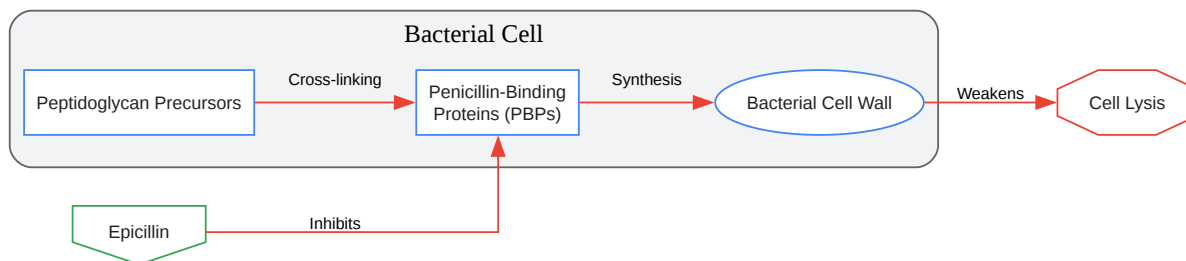 Bacterial Cell
Peptidoglycan Precursors
Cross-linking
Penicillin-Binding
Proteins (PBPs)
Synthesis
Bacterial Cell Wall
Weakens
Cell Lysis
Epicillin
Inhibits